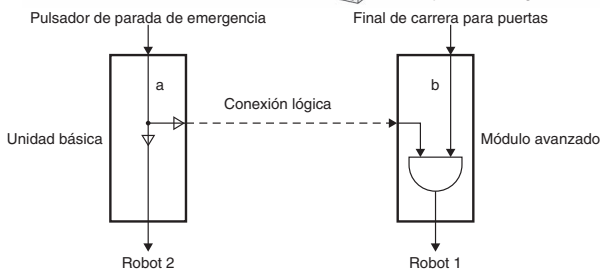 Pulsador de parada de emergencia
Final de carrera para puertas
a
b
Conexión lógica
Unidad básica
Módulo avanzado
Robot 2
Robot 1